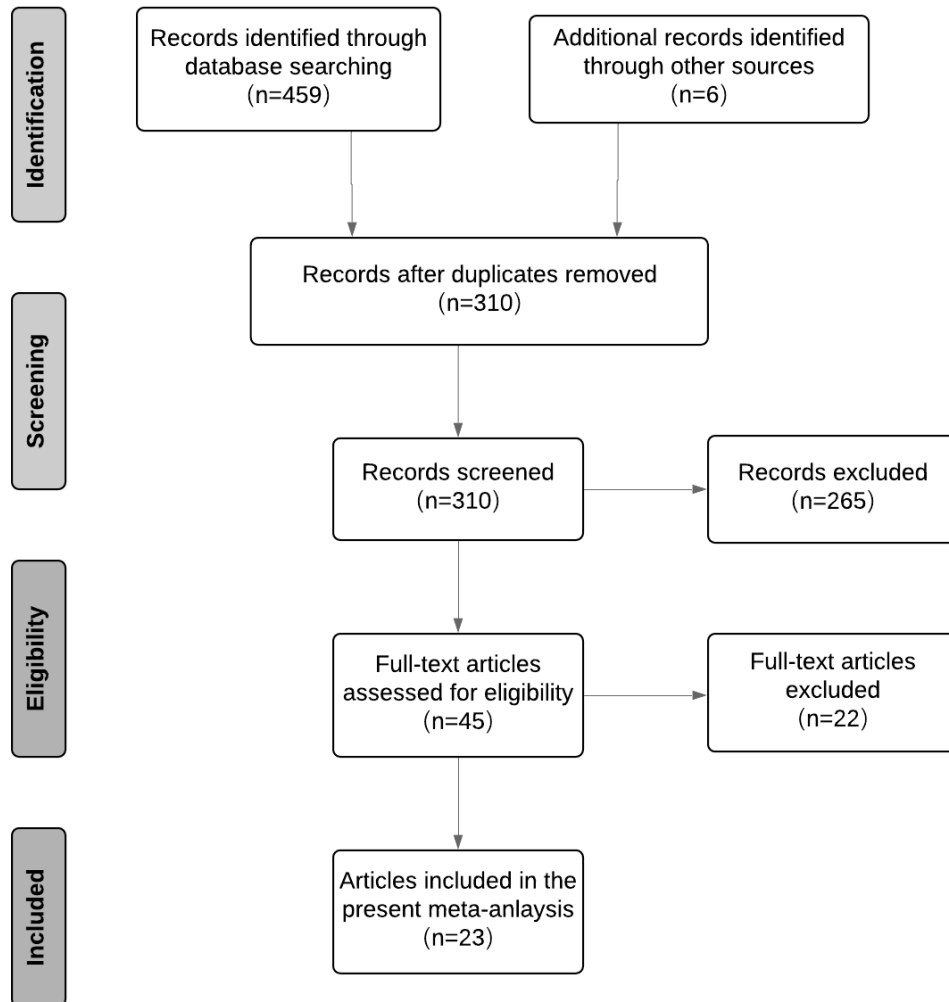 Identification
Records identified through
database searching
(n=459)
Additional records identified
through other sources
(n=6)
Records after duplicates removed
(n=310)
Screening
Records screened
(n=310)
Records excluded
(n=265)
Eligibility
Full-text articles
assessed for eligibility
(n=45)
Full-text articles
excluded
(n=22)
Included
Articles included in the
present meta-anlaysis
(n=23)